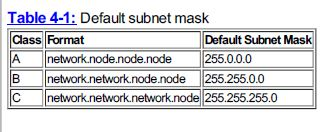 Table 4-1: Default subnet mask
Class Format Default Subnet Mask
A network.node.node.node 255.0.0.0
B network.network.node.node 255.255.0.0
C network.network.network.node 255.255.255.0